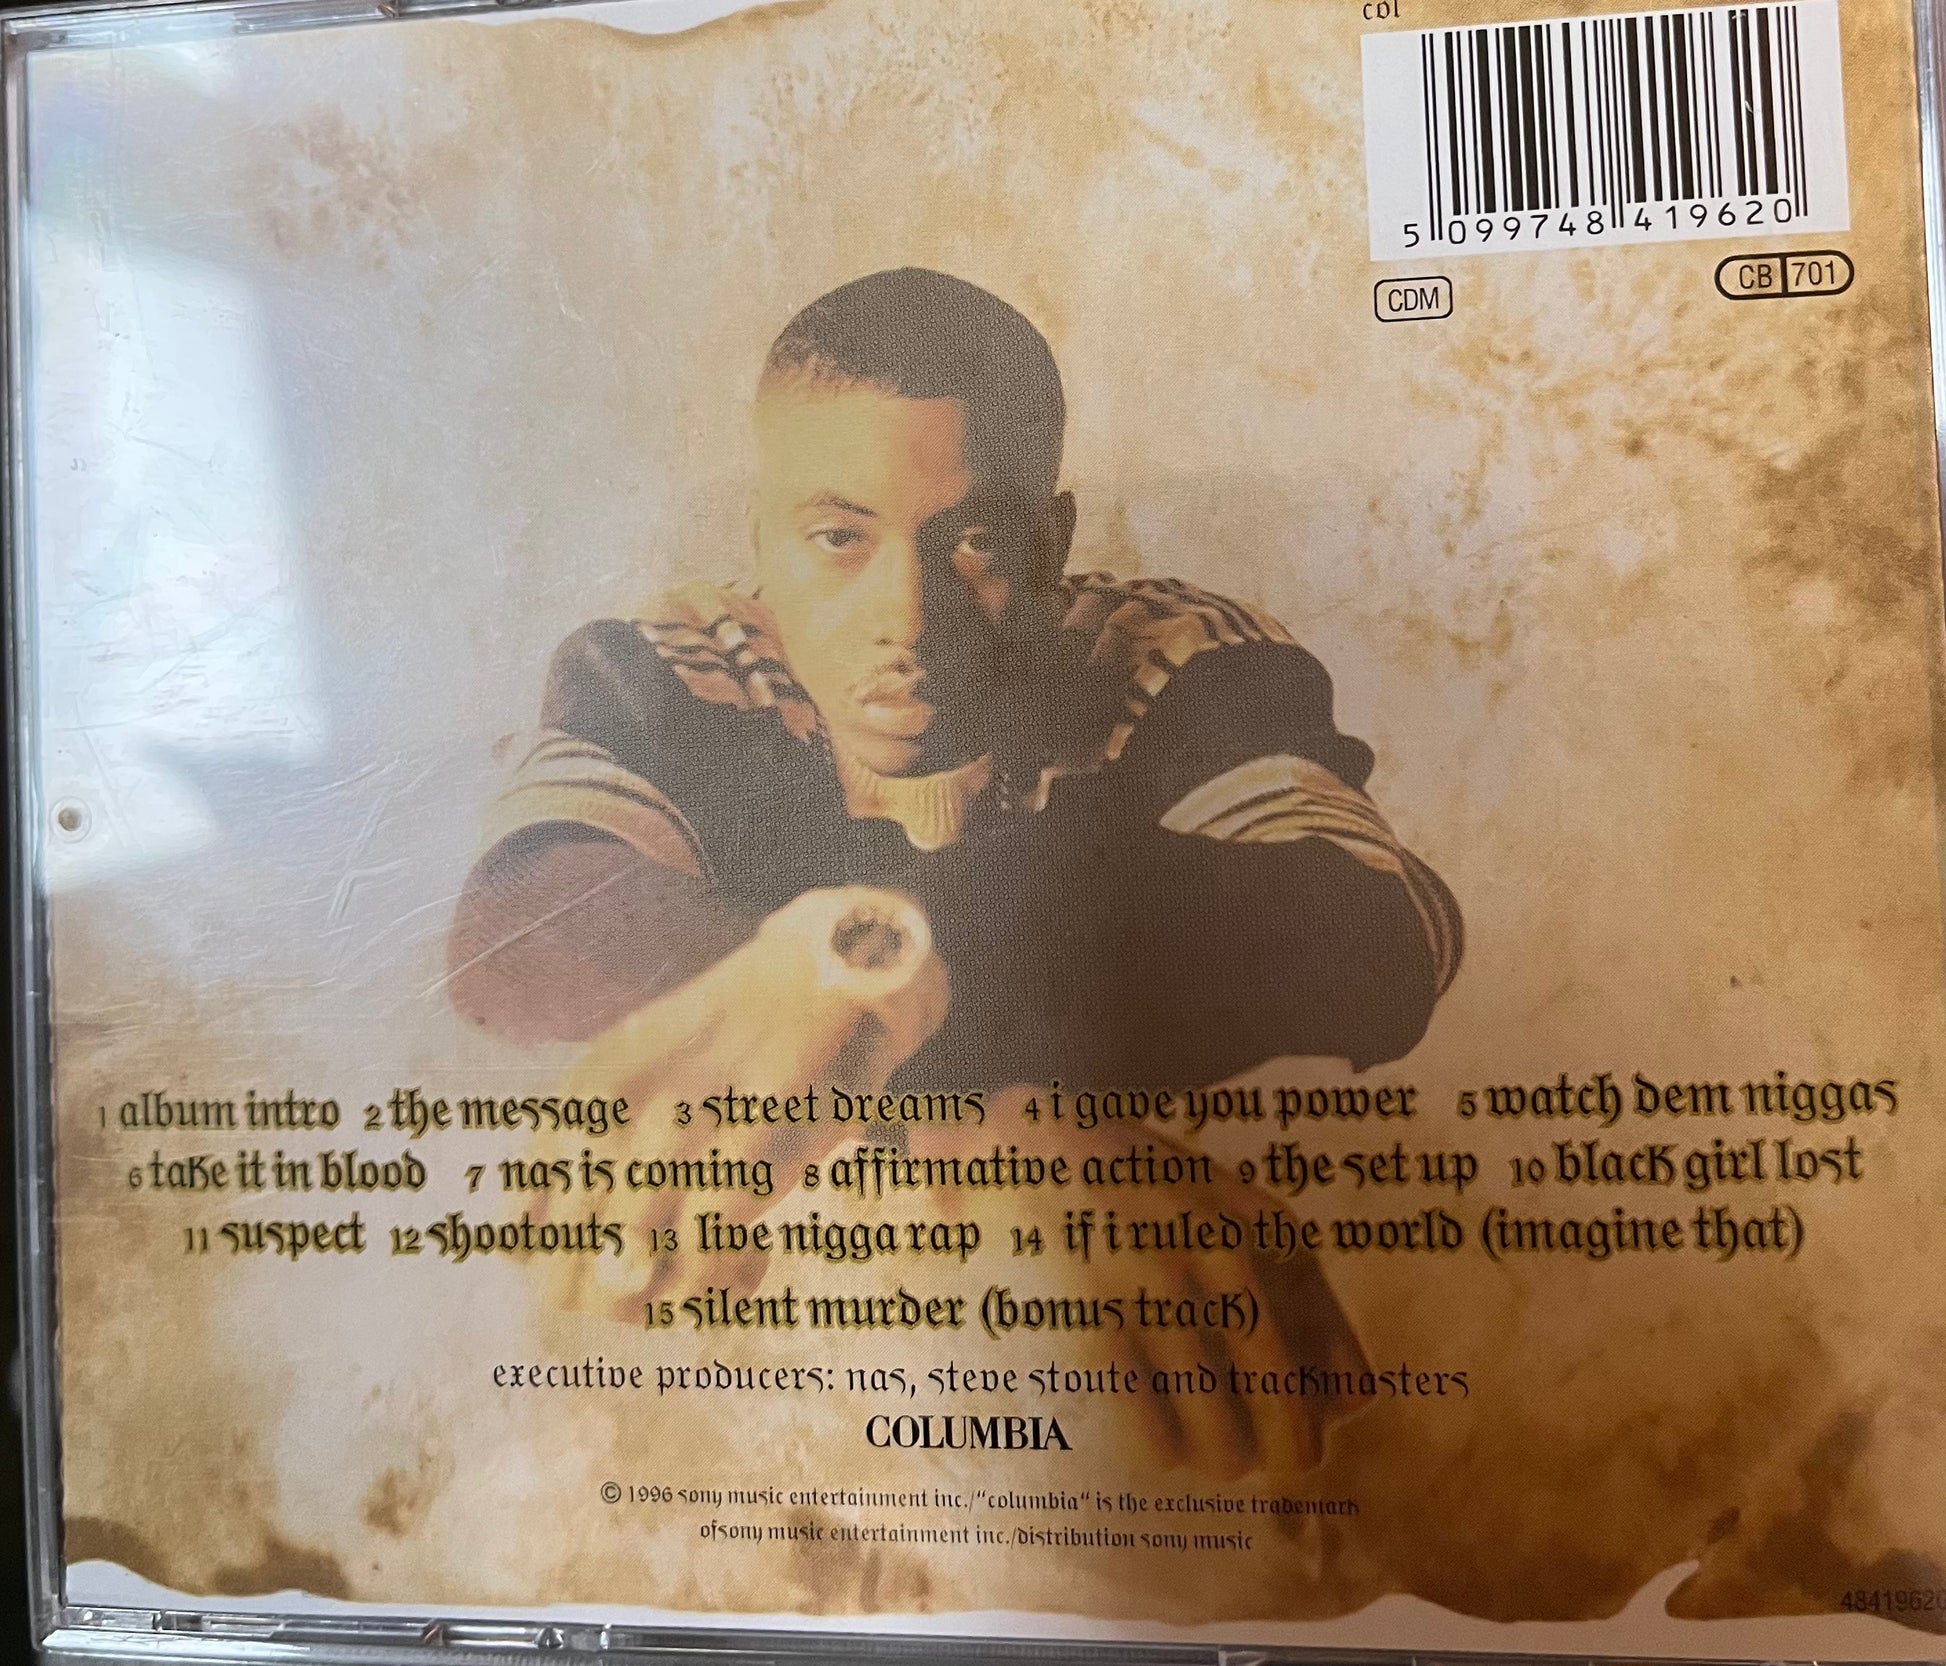 col
5 099748 419620
CDM
CB 701
1 album intro 2 the message 3 street dreams 4 i gave you power 5 watch dem niggas
6 take it in blood 7 nas is coming 8 affirmative action 9 the set up 10 black girl lost
11 suspect 12 shootouts 13 live nigga rap 14 if i ruled the world (imagine that)
15 silent murder (bonus track)
executive producers: nas, steve stoute and trackmasters
COLUMBIA
© 1996 sony music entertainment inc./"columbia" is the exclusive trademark
ofsony music entertainment inc./distribution sony music
48419620